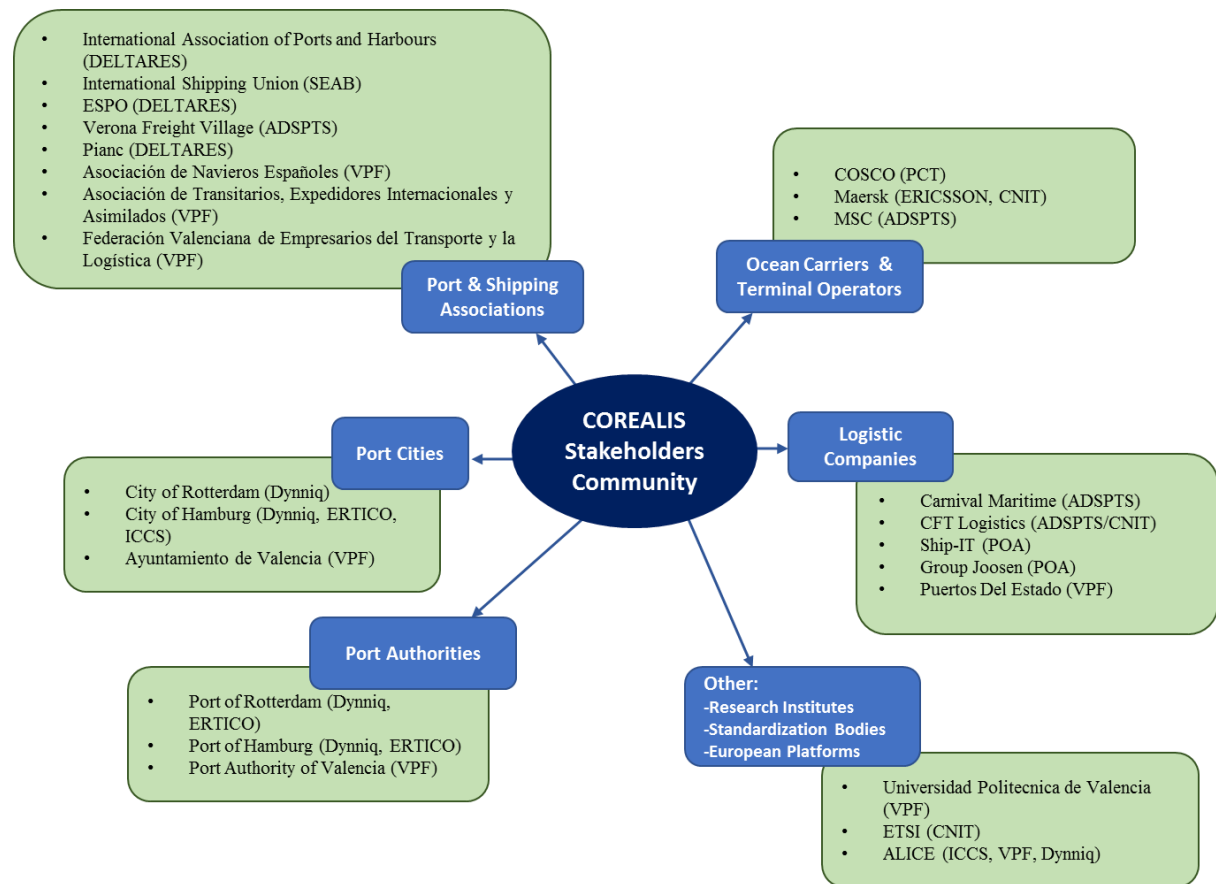 • International Association of Ports and Harbours
(DELTARES)
• International Shipping Union (SEAB)
• ESPO (DELTARES)
• Verona Freight Village (ADSPTS)
• Pianc (DELTARES)
• Asociación de Navieros Españoles (VPF)
• Asociación de Transitarios, Expedidores Internacionales y
Asimilados (VPF)
• Federación Valenciana de Empresarios del Transporte y la
Logística (VPF)
Port & Shipping
Associations
• COSCO (PCT)
• Maersk (ERICSSON, CNIT)
• MSC (ADSPTS)
Ocean Carriers &
Terminal Operators
COREALIS
Stakeholders
Community
Port Cities
• City of Rotterdam (Dynniq)
• City of Hamburg (Dynniq, ERTICO,
ICCS)
• Ayuntamiento de Valencia (VPF)
Logistic
Companies
• Carnival Maritime (ADSPTS)
• CFT Logistics (ADSPTS/CNIT)
• Ship-IT (POA)
• Group Joosen (POA)
• Puertos Del Estado (VPF)
Port Authorities
• Port of Rotterdam (Dynniq,
ERTICO)
• Port of Hamburg (Dynniq, ERTICO)
• Port Authority of Valencia (VPF)
Other:
-Research Institutes
-Standardization Bodies
-European Platforms
• Universidad Politecnica de Valencia
(VPF)
• ETSI (CNIT)
• ALICE (ICCS, VPF, Dynniq)